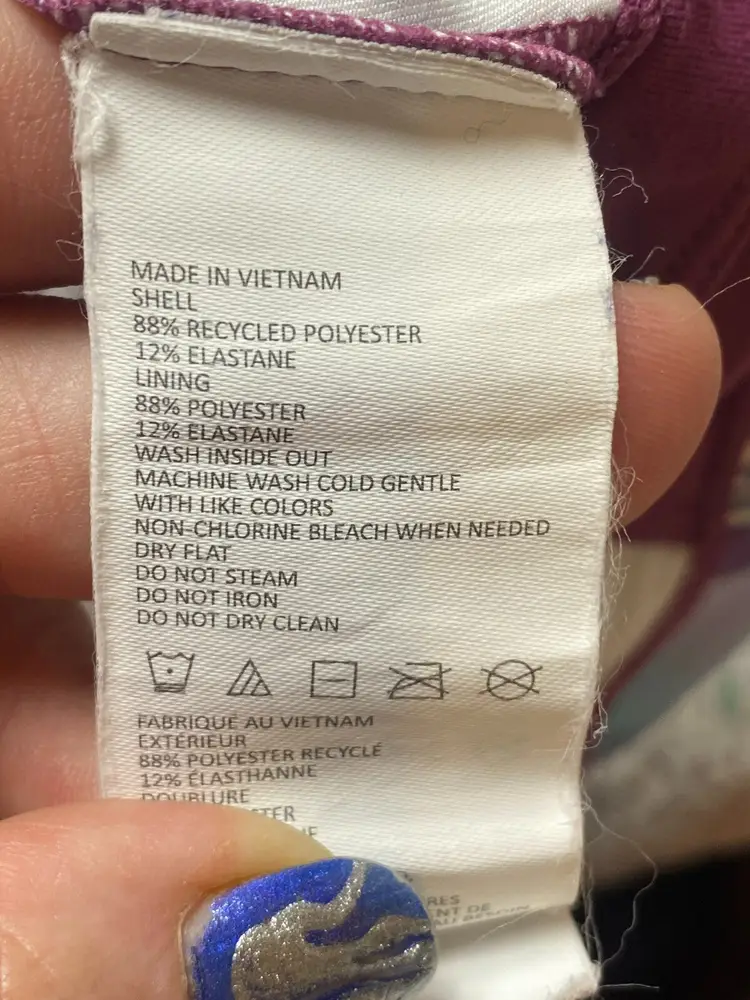 MADE IN VIETNAM
SHELL
88% RECYCLED POLYESTER
12% ELASTANE
LINING
88% POLYESTER
12% ELASTANE
WASH INSIDE OUT
MACHINE WASH COLD GENTLE
WITH LIKE COLORS
NON-CHLORINE BLEACH WHEN NEEDED
DRY FLAT
DO NOT STEAM
DO NOT IRON
DO NOT DRY CLEAN
FABRIQUÉ AU VIETNAM
EXTÉRIEUR
88% POLYESTER RECYCLÉ
12% ÉLASTHANNE
DOUBLURE